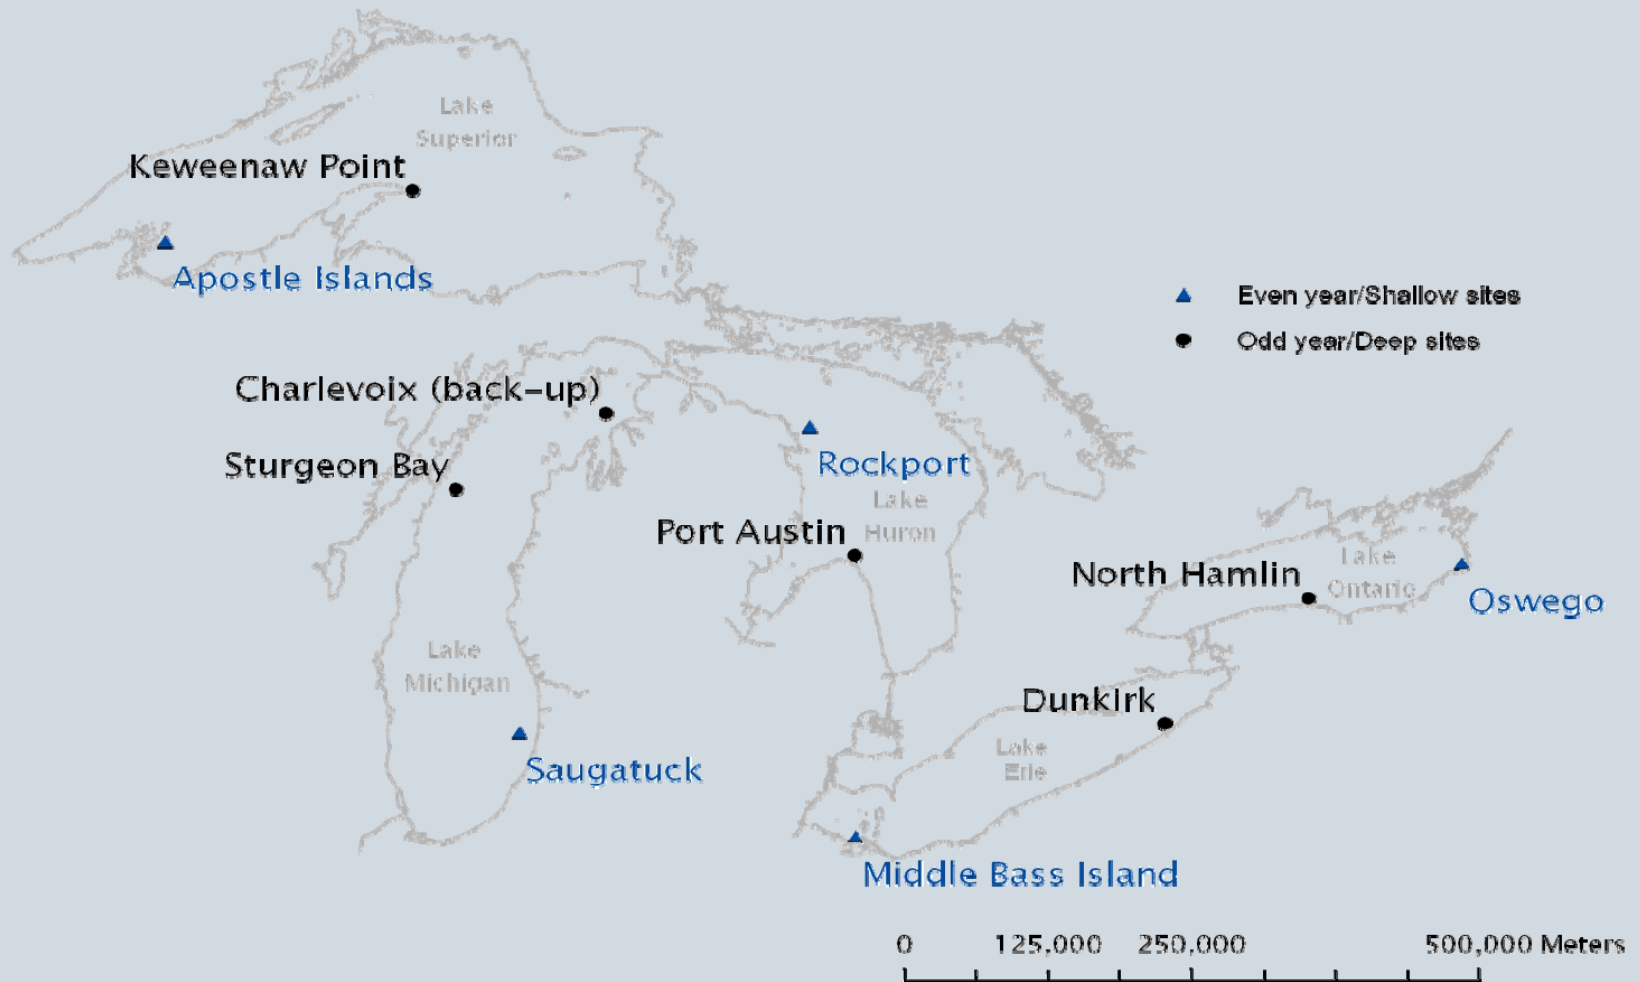 Lake
Superior
Keweenaw Point
Apostle Islands
Even year/Shallow sites
Odd year/Deep sites
Charlevoix (back-up)
Sturgeon Bay
Rockport
Lake
Huron
Port Austin
North Hamlin
Lake
Ontario
Oswego
Lake
Michigan
Dunkirk
Lake
Erie
Saugatuck
Middle Bass Island
0 125,000 250,000 500,000 Meters